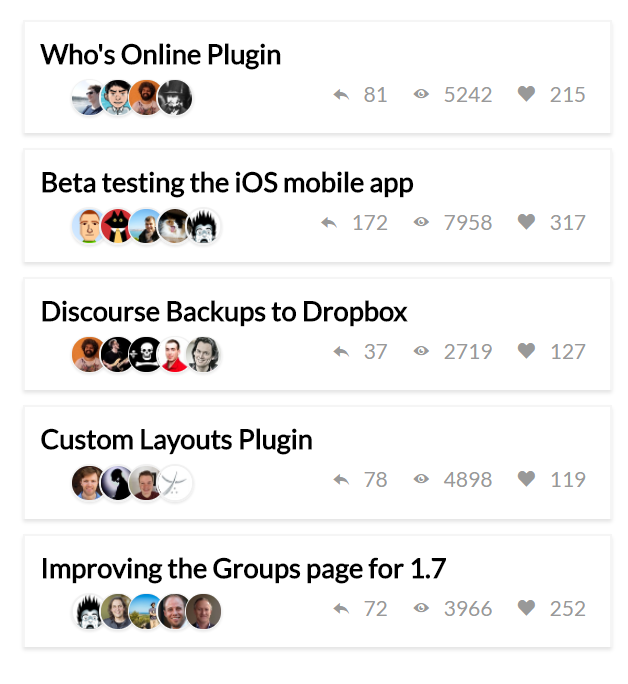 Who's Online Plugin
81 5242 215
Beta testing the iOS mobile app
172 7958 317
Discourse Backups to Dropbox
37 2719 127
Custom Layouts Plugin
78 4898 119
Improving the Groups page for 1.7
72 3966 252